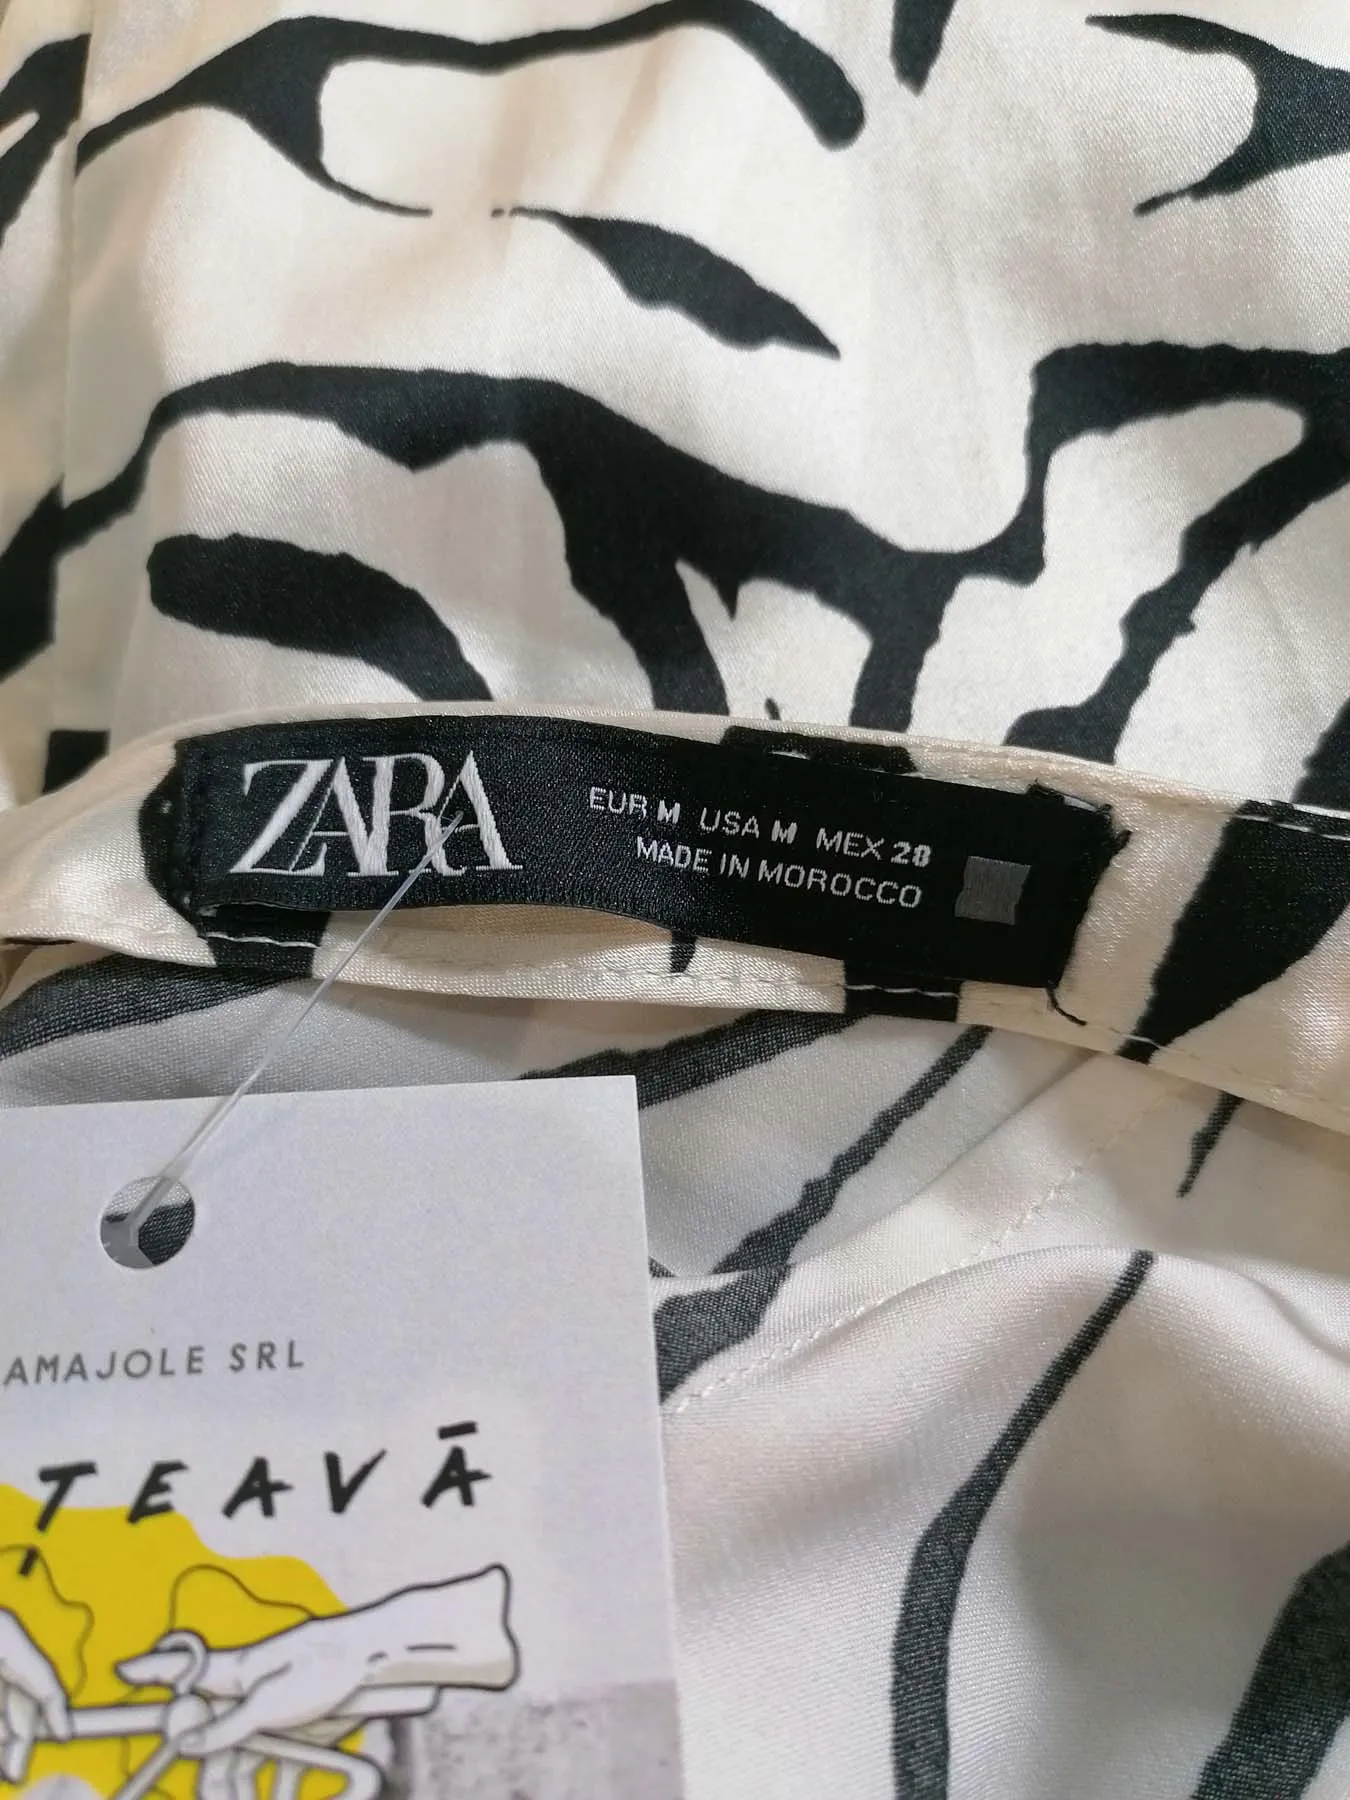 ZARA
EUR M USA M MEX 28
MADE IN MOROCCO
AMAJOLE SRL
TEAVĀ